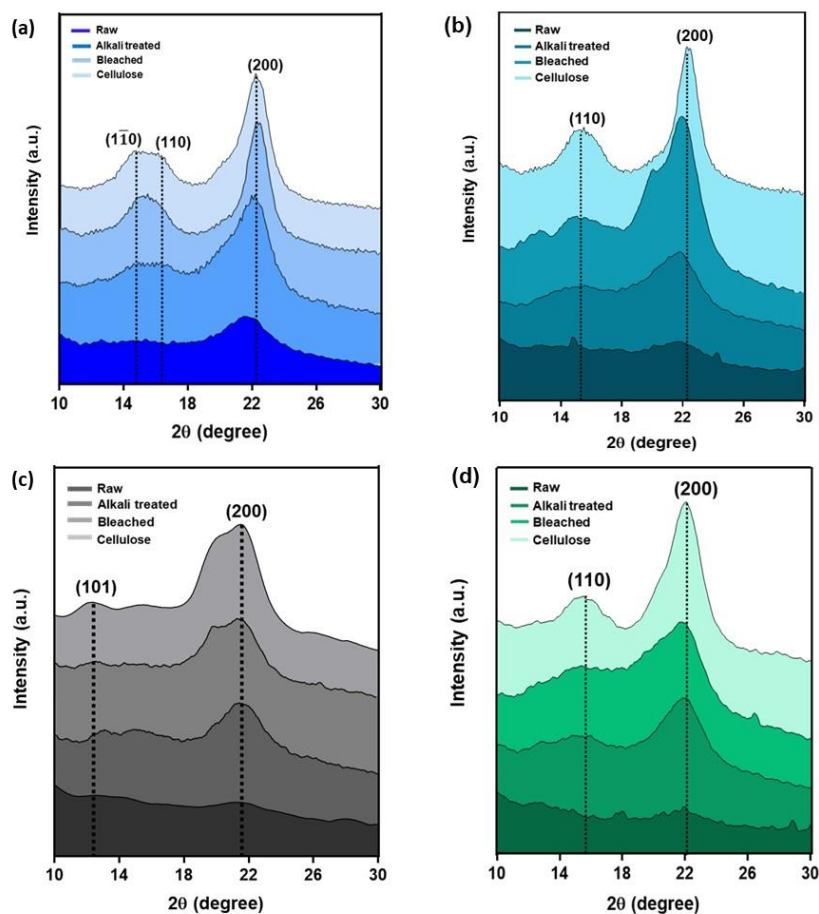 (a)
Raw
Alkali treated
Bleached
Cellulose
(200)
(11̅0)
(110)
Intensity (a.u.)
10 14 18 22 26 30
2θ (degree)
(b)
Raw
Alkali treated
Bleached
Cellulose
(200)
(110)
Intensity (a.u.)
10 14 18 22 26 30
2θ (degree)
(c)
Raw
Alkali treated
Bleached
Cellulose
(200)
(101)
Intensity (a.u.)
10 14 18 22 26 30
2θ (degree)
(d)
Raw
Alkali treated
Bleached
Cellulose
(200)
(110)
Intensity (a.u.)
10 14 18 22 26 30
2θ (degree)